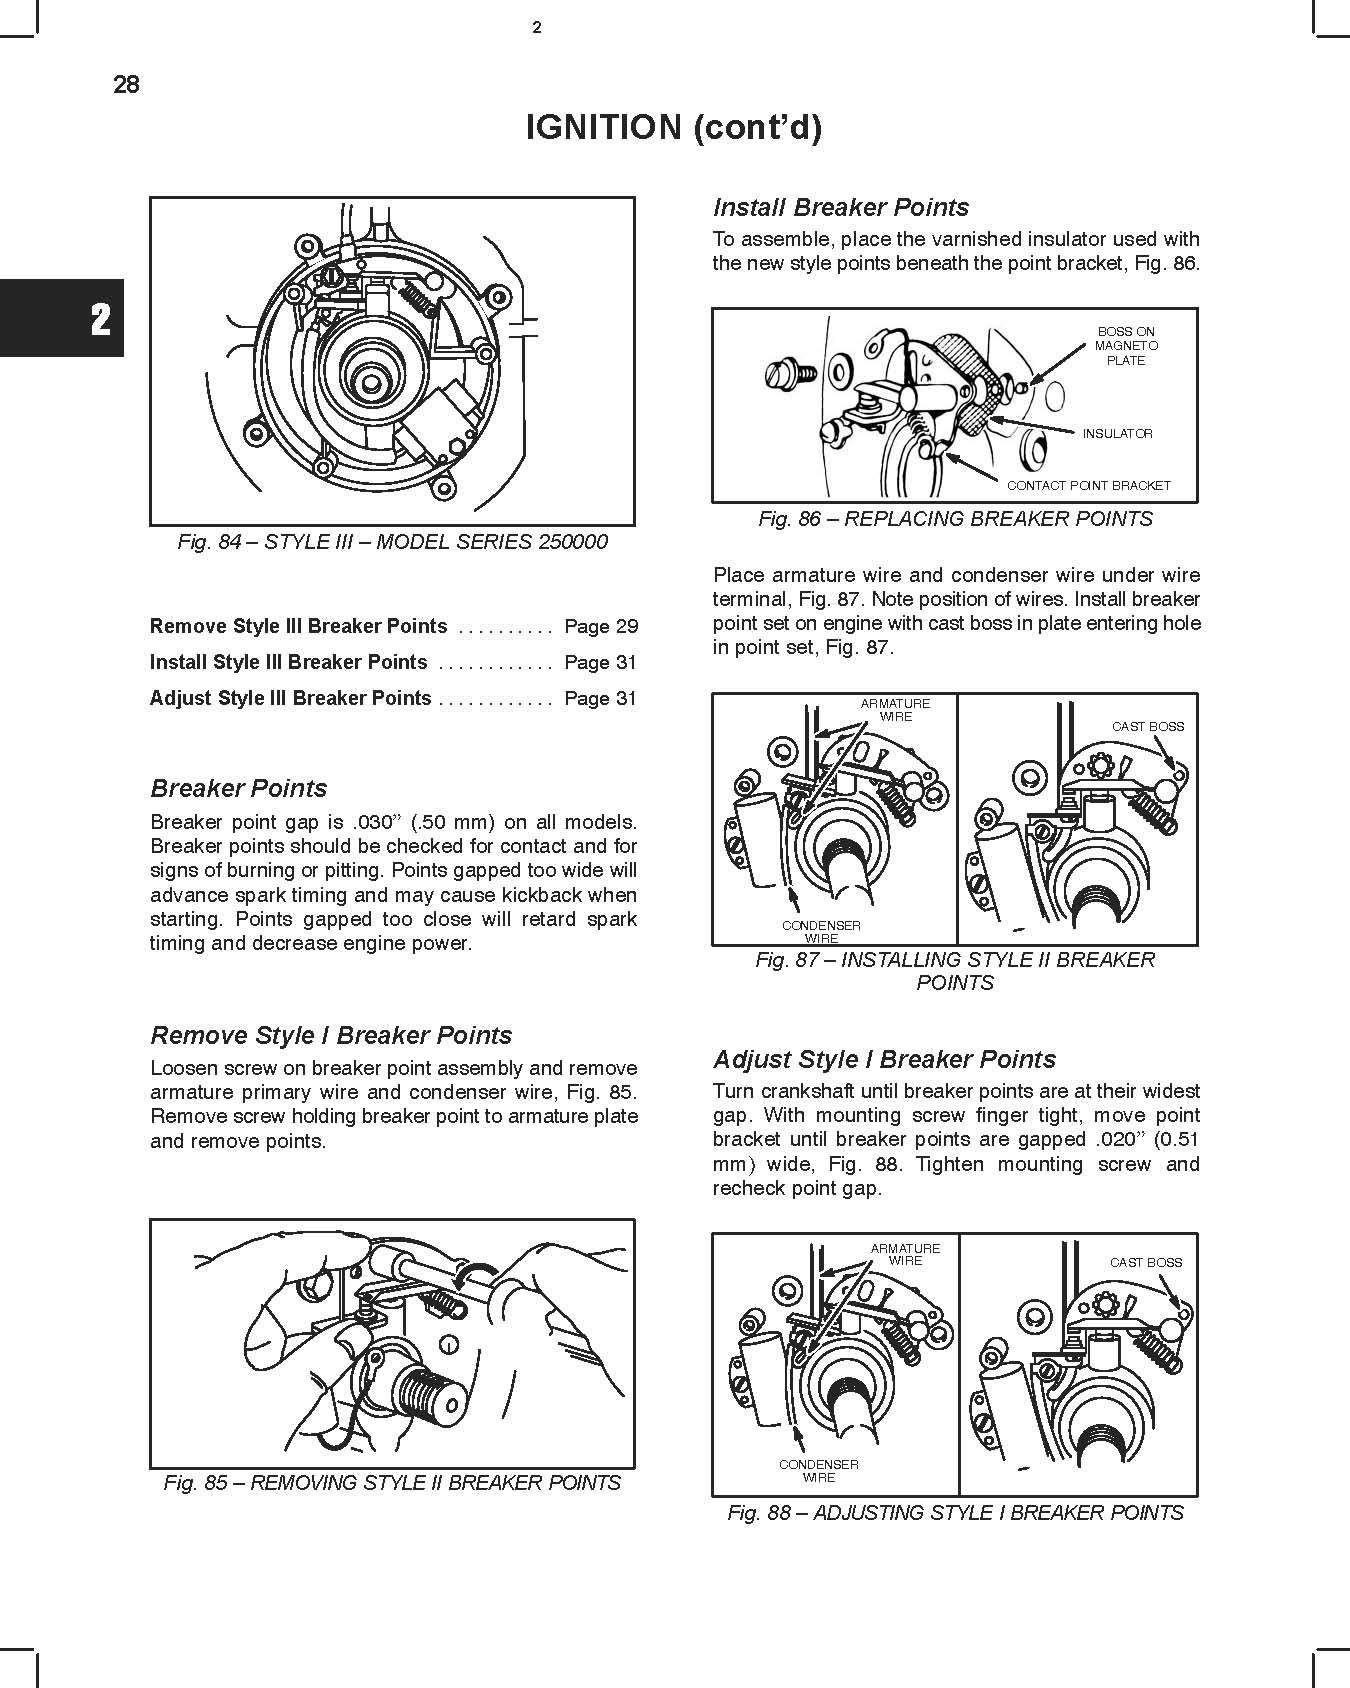 2
28
IGNITION (cont’d)
2
Fig. 84 – STYLE III – MODEL SERIES 250000
Remove Style III Breaker Points . . . . . . . . . . Page 29
Install Style III Breaker Points . . . . . . . . . . . . Page 31
Adjust Style III Breaker Points . . . . . . . . . . . . Page 31
Breaker Points
Breaker point gap is .030” (.50 mm) on all models.
Breaker points should be checked for contact and for
signs of burning or pitting. Points gapped too wide will
advance spark timing and may cause kickback when
starting. Points gapped too close will retard spark
timing and decrease engine power.
Remove Style I Breaker Points
Loosen screw on breaker point assembly and remove
armature primary wire and condenser wire, Fig. 85.
Remove screw holding breaker point to armature plate
and remove points.
Fig. 85 – REMOVING STYLE II BREAKER POINTS
Install Breaker Points
To assemble, place the varnished insulator used with
the new style points beneath the point bracket, Fig. 86.
BOSS ON
MAGNETO
PLATE
INSULATOR
CONTACT POINT BRACKET
Fig. 86 – REPLACING BREAKER POINTS
Place armature wire and condenser wire under wire
terminal, Fig. 87. Note position of wires. Install breaker
point set on engine with cast boss in plate entering hole
in point set, Fig. 87.
ARMATURE
WIRE
CAST BOSS
CONDENSER
WIRE
Fig. 87 – INSTALLING STYLE II BREAKER
POINTS
Adjust Style I Breaker Points
Turn crankshaft until breaker points are at their widest
gap. With mounting screw finger tight, move point
bracket until breaker points are gapped .020” (0.51
mm) wide, Fig. 88. Tighten mounting screw and
recheck point gap.
ARMATURE
WIRE
CAST BOSS
CONDENSER
WIRE
Fig. 88 – ADJUSTING STYLE I BREAKER POINTS